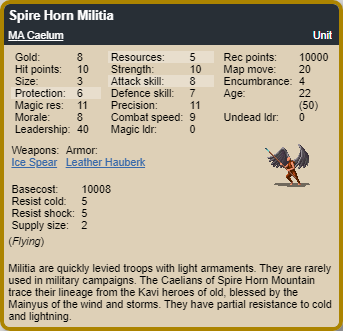 Spire Horn Militia
MA Caelum Unit
Gold: 8 Resources: 5 Rec points: 10000
Hit points: 10 Strength: 10 Map move: 20
Size: 3 Attack skill: 8 Encumbrance: 4
Protection: 6 Defence skill: 7 Age: 22
Magic res: 11 Precision: 11 (50)
Morale: 8 Combat speed: 9 Undead ldr: 0
Leadership: 40 Magic ldr: 0
Weapons: Armor:
Ice Spear Leather Hauberk
Basecost: 10008
Resist cold: 5
Resist shock: 5
Supply size: 2
(Flying)
Militia are quickly levied troops with light armaments. They are rarely
used in military campaigns. The Caelians of Spire Horn Mountain
trace their lineage from the Kavi heroes of old, blessed by the
Mainyus of the wind and storms. They have partial resistance to cold
and lightning.